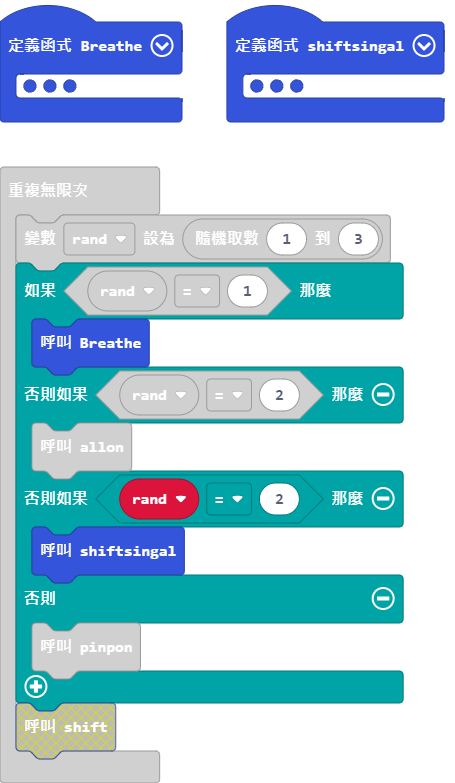 定義函式 Breathe
定義函式 shiftsingal
重複無限次
變數 rand 設為 隨機取數 1 到 3
如果 rand = 1 那麼
呼叫 Breathe
否則如果 rand = 2 那麼
呼叫 allon
否則如果 rand = 2 那麼
呼叫 shiftsingal
否則
呼叫 pinpon
呼叫 shift